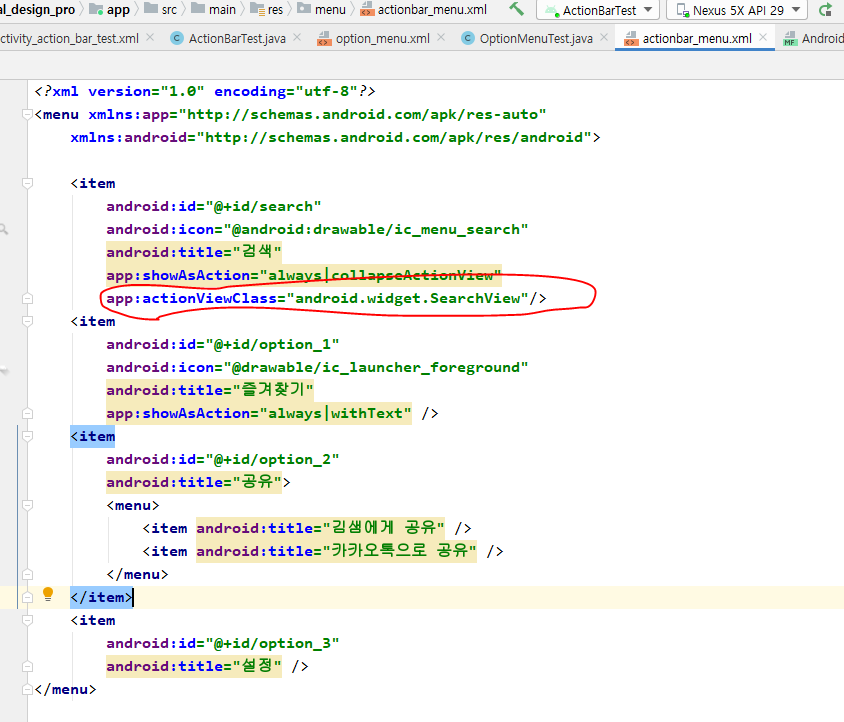 al_design_pro app src main res menu actionbar_menu.xml ActionBarTest Nexus 5X API 29
ctivity_action_bar_test.xml ActionBarTest.java option_menu.xml OptionMenuTest.java actionbar_menu.xml Android
<?xml version="1.0" encoding="utf-8"?>
<menu xmlns:app="http://schemas.android.com/apk/res-auto"
xmlns:android="http://schemas.android.com/apk/res/android">
<item
android:id="@+id/search"
android:icon="@android:drawable/ic_menu_search"
android:title="검색"
app:showAsAction="always|collapseActionView"
app:actionViewClass="android.widget.SearchView"/>
<item
android:id="@+id/option_1"
android:icon="@drawable/ic_launcher_foreground"
android:title="즐겨찾기"
app:showAsAction="always|withText" />
<item
android:id="@+id/option_2"
android:title="공유">
<menu>
<item android:title="김샘에게 공유" />
<item android:title="카카오톡으로 공유" />
</menu>
</item>
<item
android:id="@+id/option_3"
android:title="설정" />
</menu>